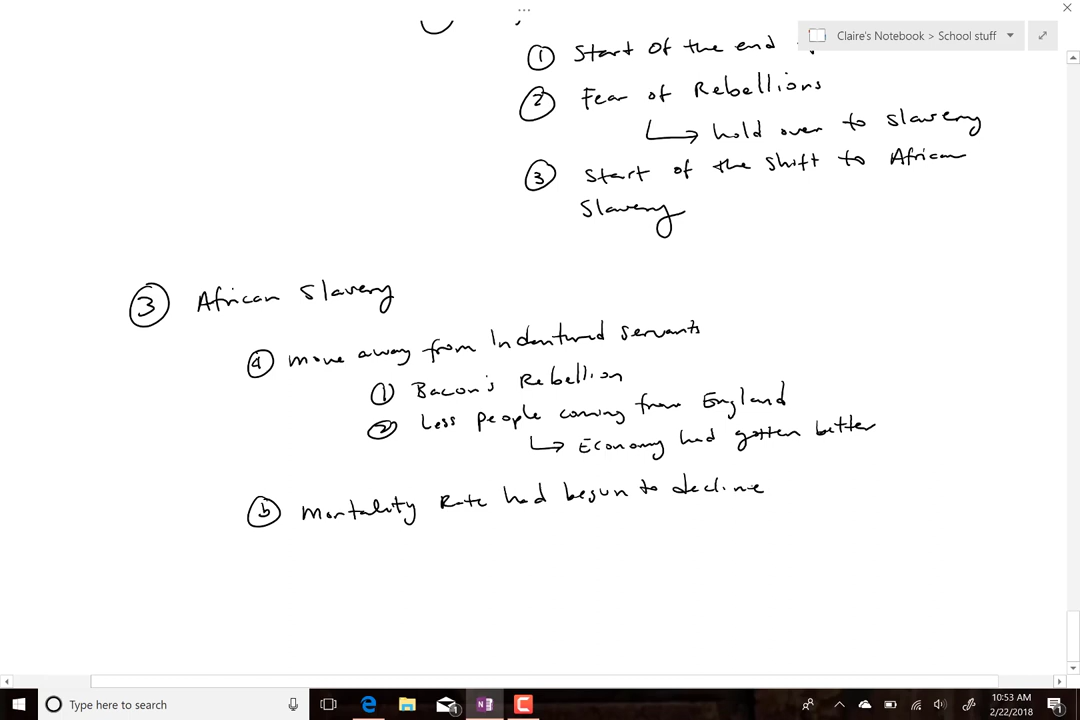 Claire's Notebook > School stuff
① Start of the end
② Fear of Rebellions
↳ hold over to slavery
③ Start of the shift to African
Slavery
③ African Slavery
ⓐ move away from Indentured servants
① Bacon's Rebellion
② Less people coming from England
↳ Economy had gotten better
ⓑ Mortality Rate had begun to decline
Type here to search
1
N
10:53 AM
2/22/2018
1